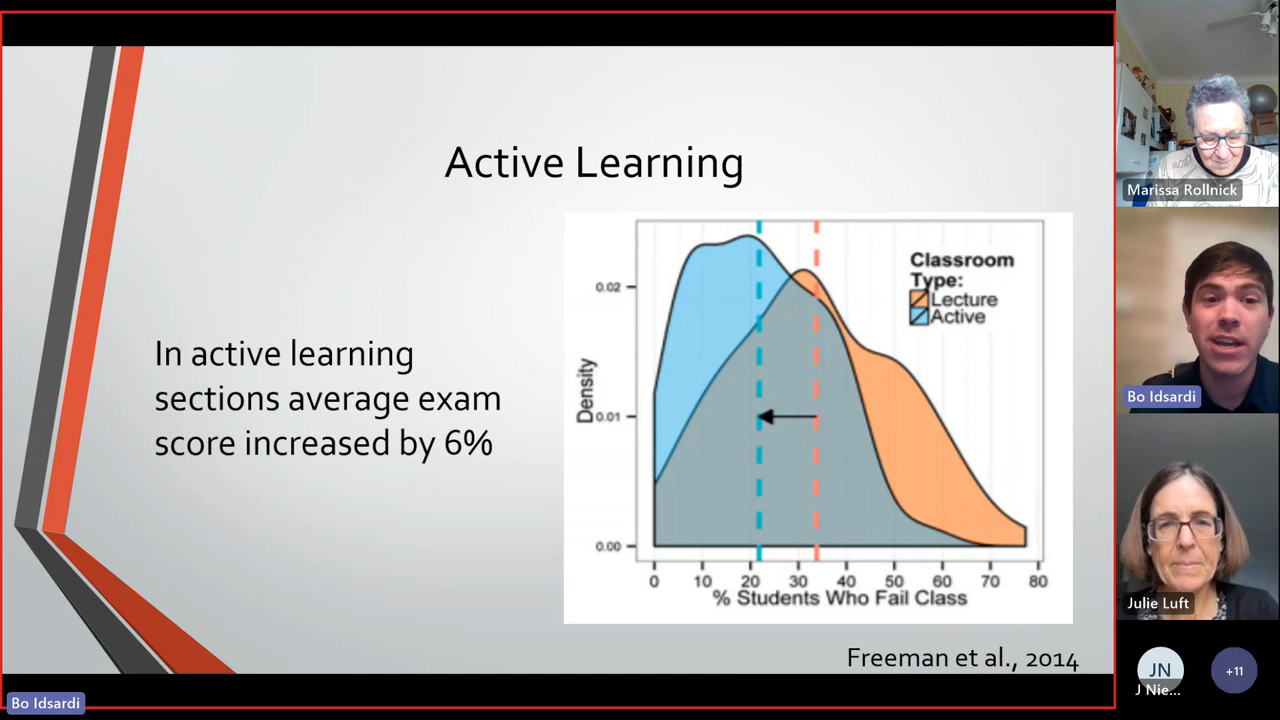 Active Learning
In active learning
sections average exam
score increased by 6%
Classroom
Type:
Lecture
Active
Density
0.02
0.01
0.00
0 10 20 30 40 50 60 70 80
% Students Who Fail Class
Freeman et al., 2014
Bo Idsardi
Marissa Rollnick
Bo Idsardi
Julie Luft
JN
J Nie...
+11